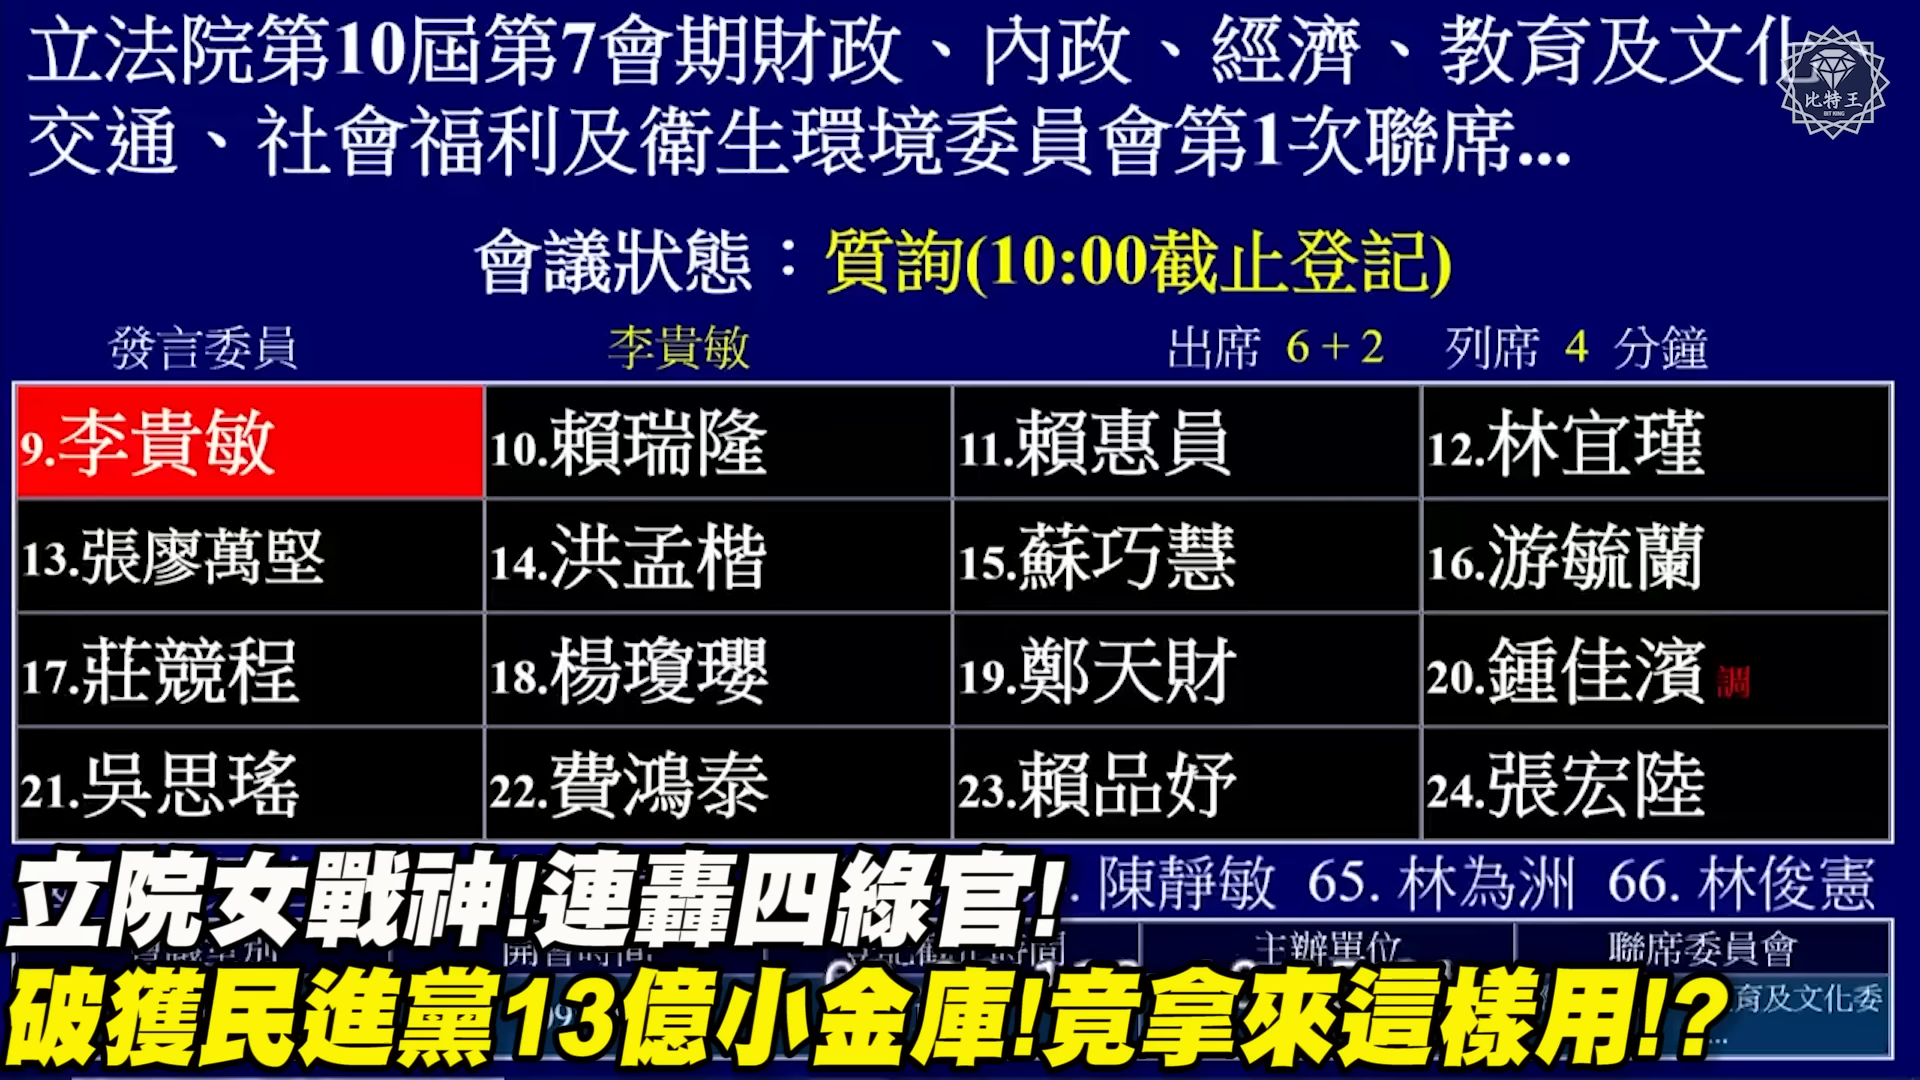 立法院第10屆第7會期財政、內政、經濟、教育及文化
比特王
BIT KING
交通、社會福利及衛生環境委員會第1次聯席...
會議狀態：質詢(10:00截止登記)
發言委員 李貴敏 出席 6+2 列席 4 分鐘
9.李貴敏 10.賴瑞隆 11.賴惠員 12.林宜瑾
13.張廖萬堅 14.洪孟楷 15.蘇巧慧 16.游毓蘭
17.莊競程 18.楊瓊瓔 19.鄭天財 20.鍾佳濱 調
21.吳思瑤 22.費鴻泰 23.賴品妤 24.張宏陸
陳靜敏 65. 林為洲 66. 林俊憲
立院女戰神!連轟四綠官!
主辦單位 聯席委員會
破獲民進黨13億小金庫!竟拿來這樣用!?
育及文化委
...